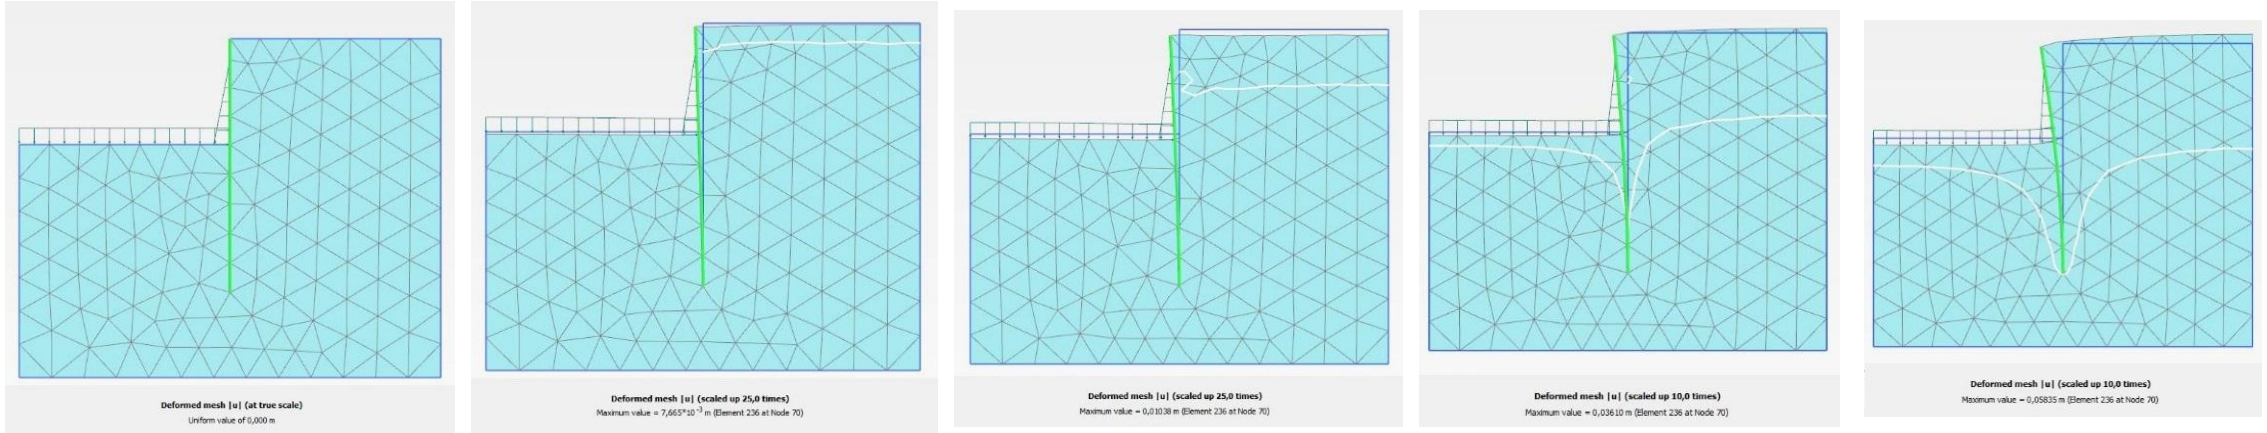 Deformed mesh |u| (at true scale)
Uniform value of 0,000 m
Deformed mesh |u| (scaled up 25,0 times)
Maximum value = 7,665*10⁻³ m (Element 236 at Node 70)
Deformed mesh |u| (scaled up 25,0 times)
Maximum value = 0,01038 m (Element 236 at Node 70)
Deformed mesh |u| (scaled up 10,0 times)
Maximum value = 0,03610 m (Element 236 at Node 70)
Deformed mesh |u| (scaled up 10,0 times)
Maximum value = 0,05835 m (Element 236 at Node 70)